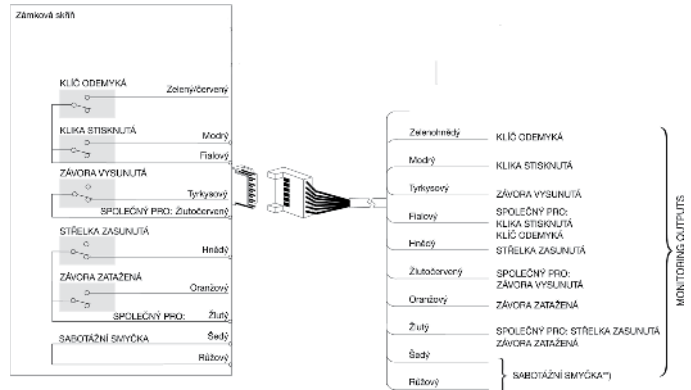 Zámková skříň
KLÍČ ODEMYKÁ
Zelený/červený
KLIKA STISKNUTÁ
Modrý
Fialový
ZÁVORA VYSUNUTÁ
Tyrkysový
SPOLEČNÝ PRO: Žlutočervený
STŘELKA ZASUNUTÁ
Hnědý
ZÁVORA ZATAŽENÁ
Oranžový
SPOLEČNÝ PRO: Žlutý
SABOTÁŽNÍ SMYČKA Šedý
Růžový
Zelenohnědý KLÍČ ODEMYKÁ
Modrý KLIKA STISKNUTÁ
Tyrkysový ZÁVORA VYSUNUTÁ
Fialový SPOLEČNÝ PRO:
KLIKA STISKNUTÁ
KLÍČ ODEMYKÁ
Hnědý STŘELKA ZASUNUTÁ
Žlutočervený SPOLEČNÝ PRO:
ZÁVORA VYSUNUTÁ
Oranžový ZÁVORA ZATAŽENÁ
Žlutý SPOLEČNÝ PRO: STŘELKA ZASUNUTÁ
ZÁVORA ZATAŽENÁ
Šedý
Růžový
SABOTÁŽNÍ SMYČKA**)
MONITORING OUTPUTS